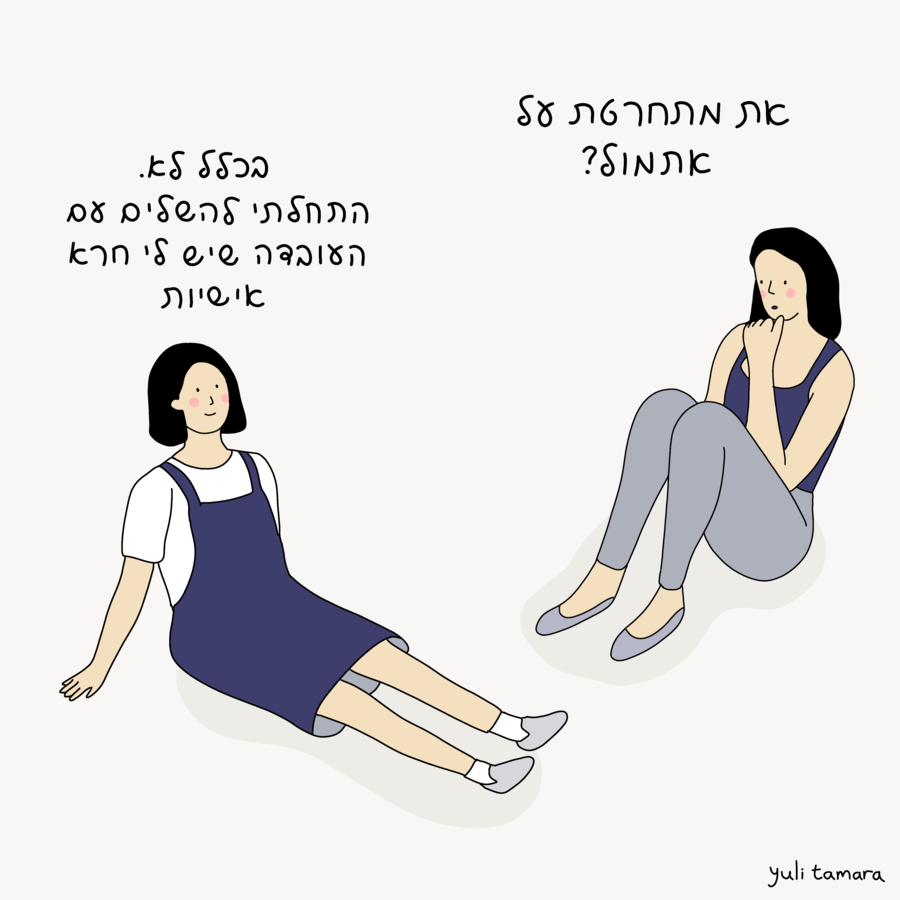 את מתחרטת על
אתמול?
בכלל לא.
התחלתי להשלים עם
העובדה שיש לי חרא
אישיות
yuli tamara